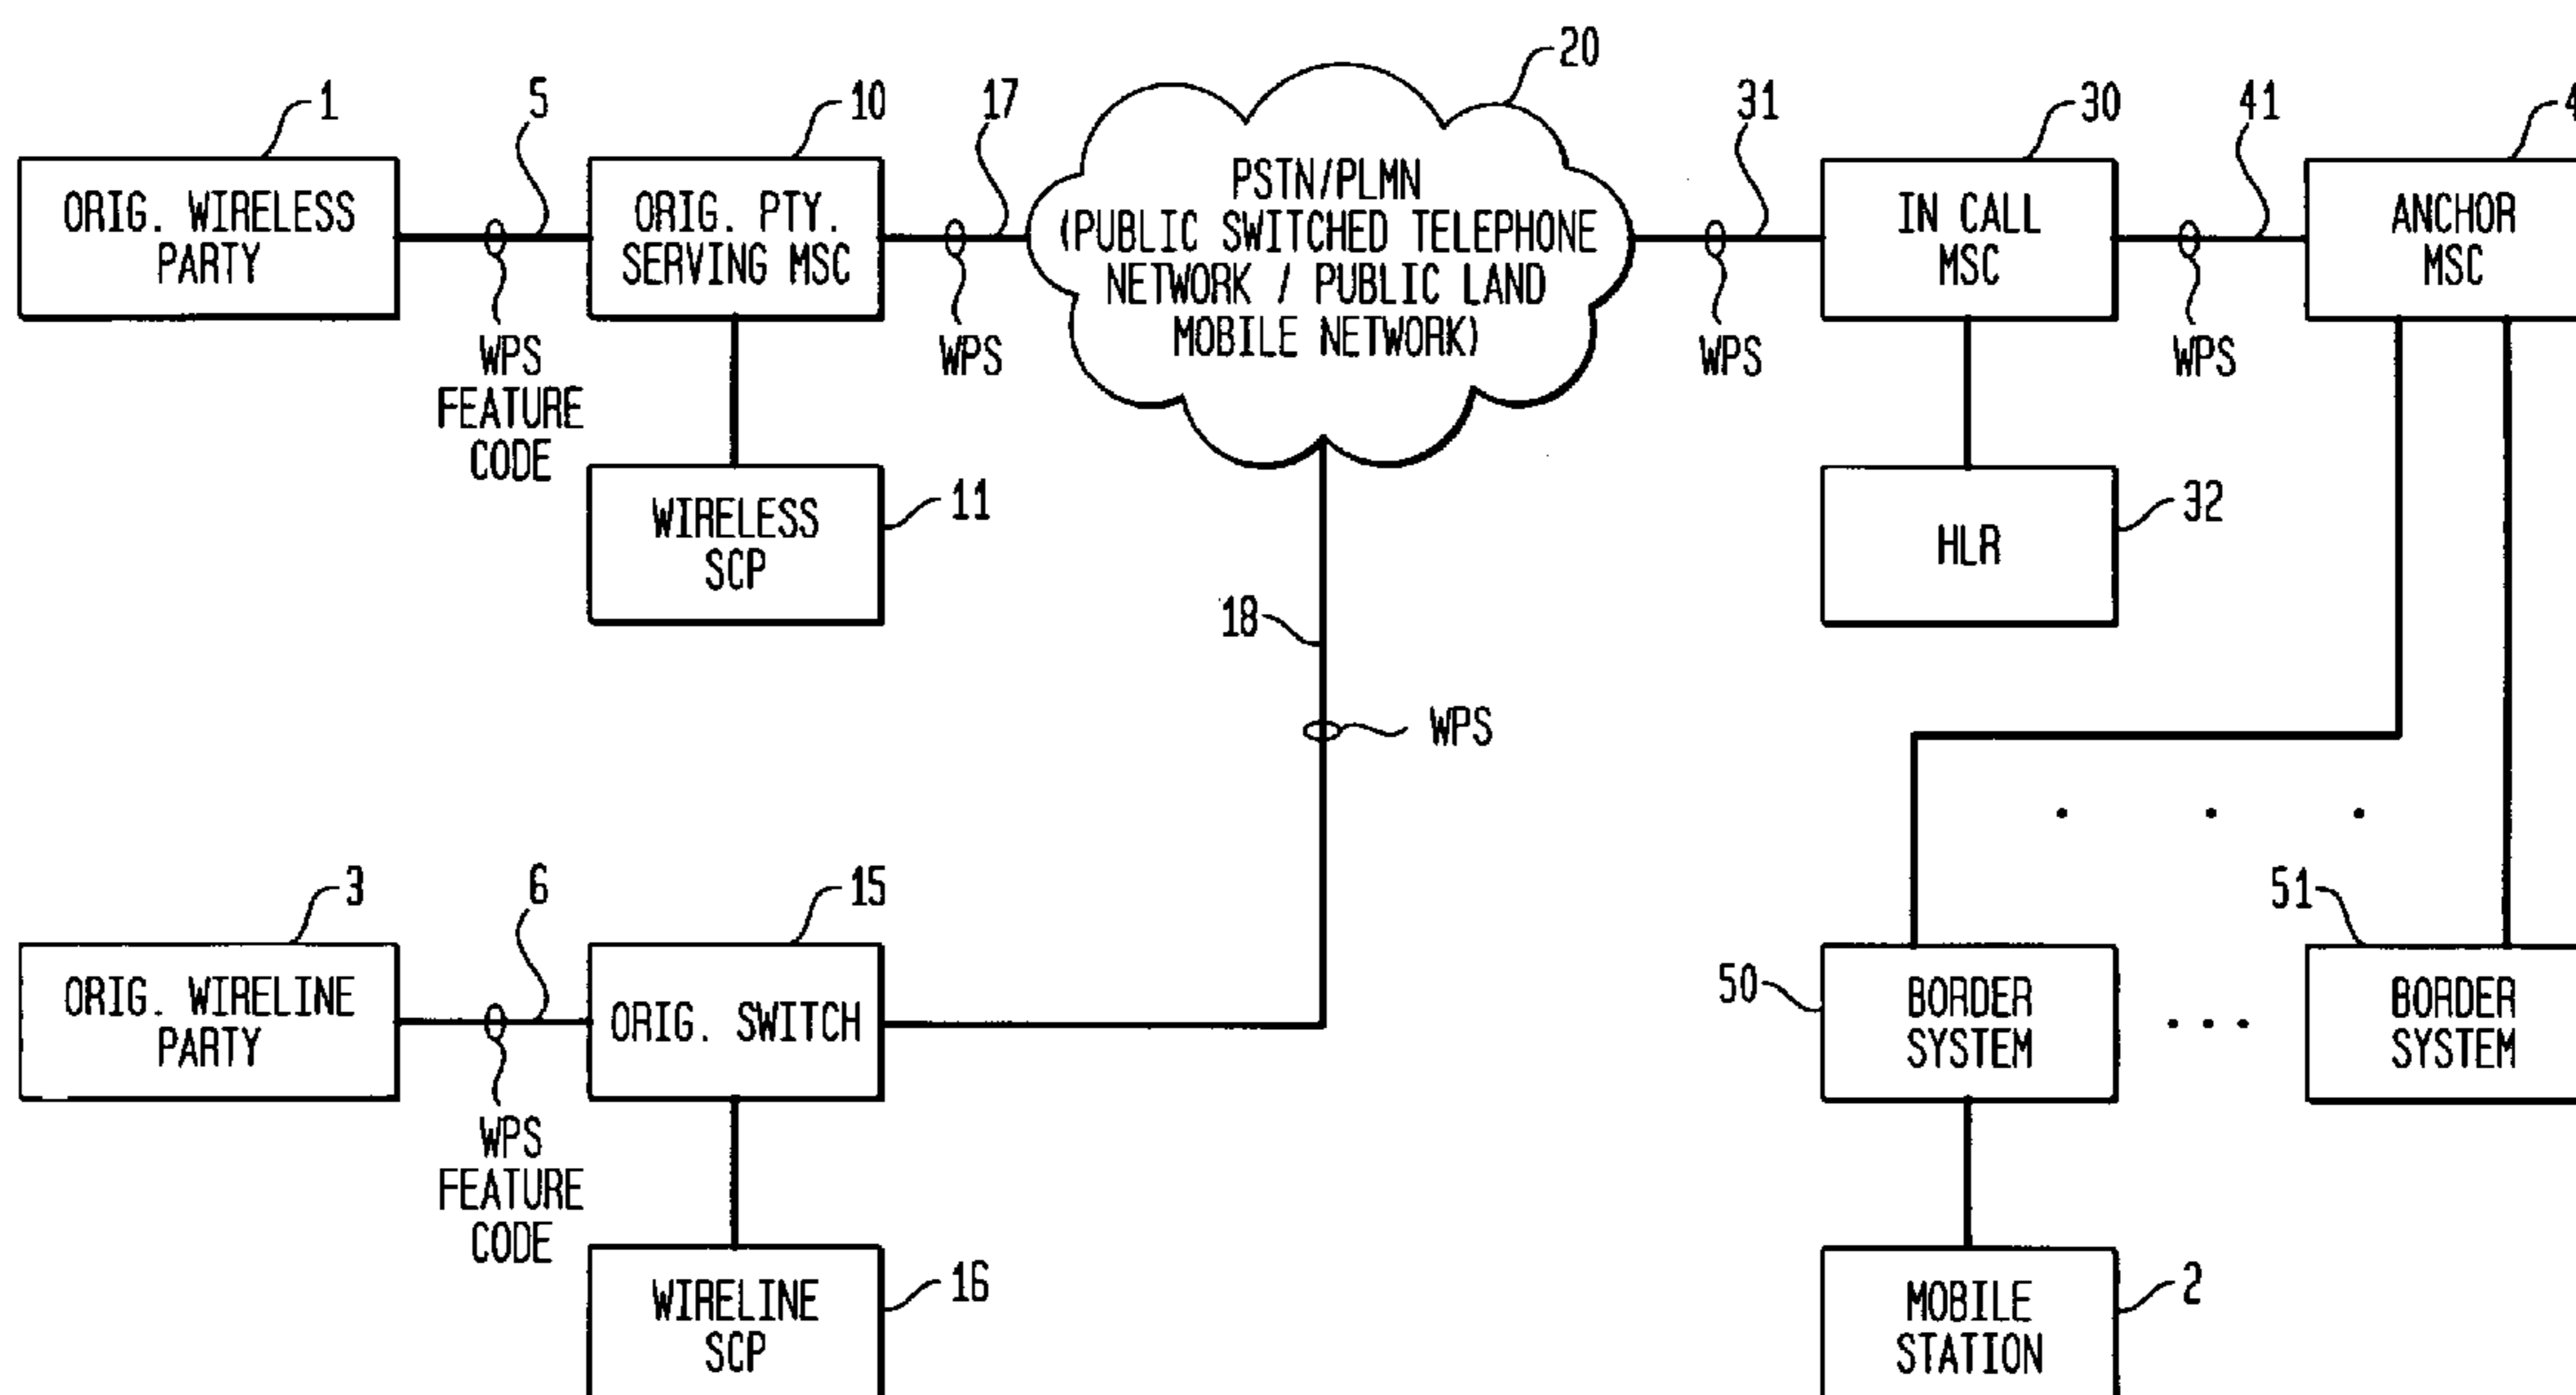 20
1
5
10
17
31
30
41
4
ORIG. WIRELESS
PARTY
ORIG. PTY.
SERVING MSC
PSTN/PLMN
(PUBLIC SWITCHED TELEPHONE
NETWORK / PUBLIC LAND
MOBILE NETWORK)
IN CALL
MSC
ANCHOR
MSC
WPS
FEATURE
CODE
WPS
WPS
WPS
WIRELESS
SCP
11
HLR
32
18
WPS
3
6
15
51
50
ORIG. WIRELINE
PARTY
ORIG. SWITCH
BORDER
SYSTEM
BORDER
SYSTEM
WPS
FEATURE
CODE
WIRELINE
SCP
16
MOBILE
STATION
2